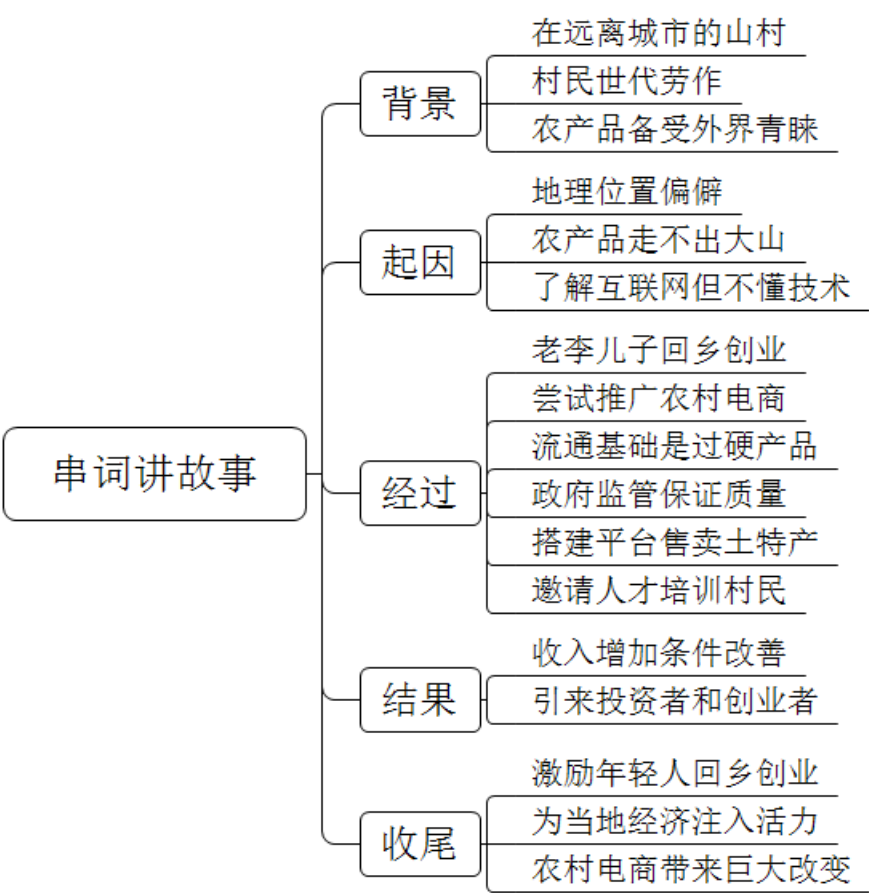 串词讲故事
背景
在远离城市的山村
村民世代劳作
农产品备受外界青睐
起因
地理位置偏僻
农产品走不出大山
了解互联网但不懂技术
经过
老李儿子回乡创业
尝试推广农村电商
流通基础是过硬产品
政府监管保证质量
搭建平台售卖土特产
邀请人才培训村民
结果
收入增加条件改善
引来投资者和创业者
收尾
激励年轻人回乡创业
为当地经济注入活力
农村电商带来巨大改变